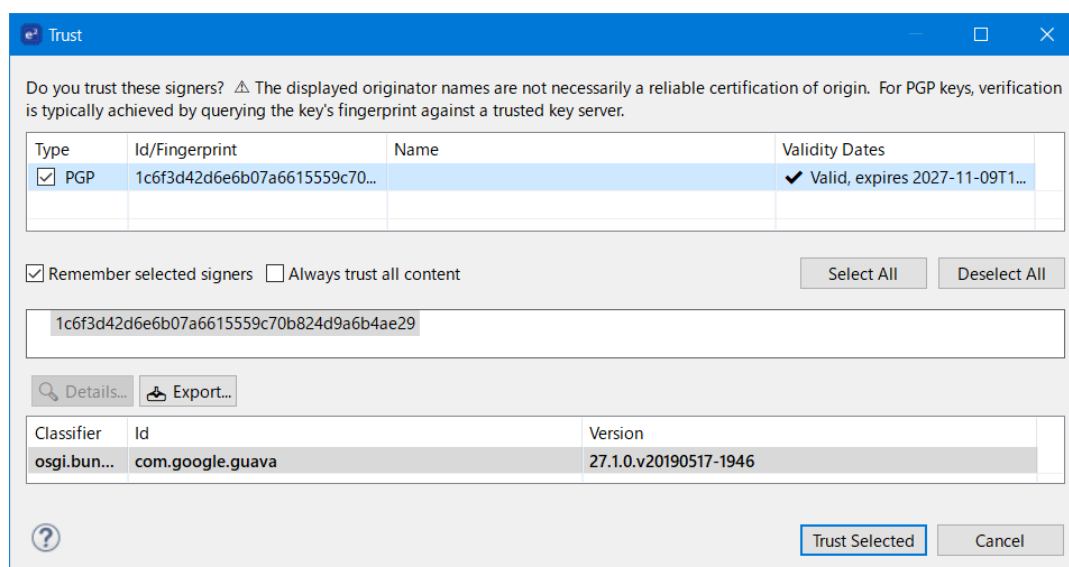 e² Trust
Do you trust these signers? ⚠ The displayed originator names are not necessarily a reliable certification of origin. For PGP keys, verification
is typically achieved by querying the key's fingerprint against a trusted key server.
Type Id/Fingerprint Name Validity Dates
PGP 1c6f3d42d6e6b07a6615559c70... ✔ Valid, expires 2027-11-09T1...
Remember selected signers Always trust all content Select All Deselect All
1c6f3d42d6e6b07a6615559c70b824d9a6b4ae29
Details... Export...
Classifier Id Version
osgi.bun... com.google.guava 27.1.0.v20190517-1946
? Trust Selected Cancel